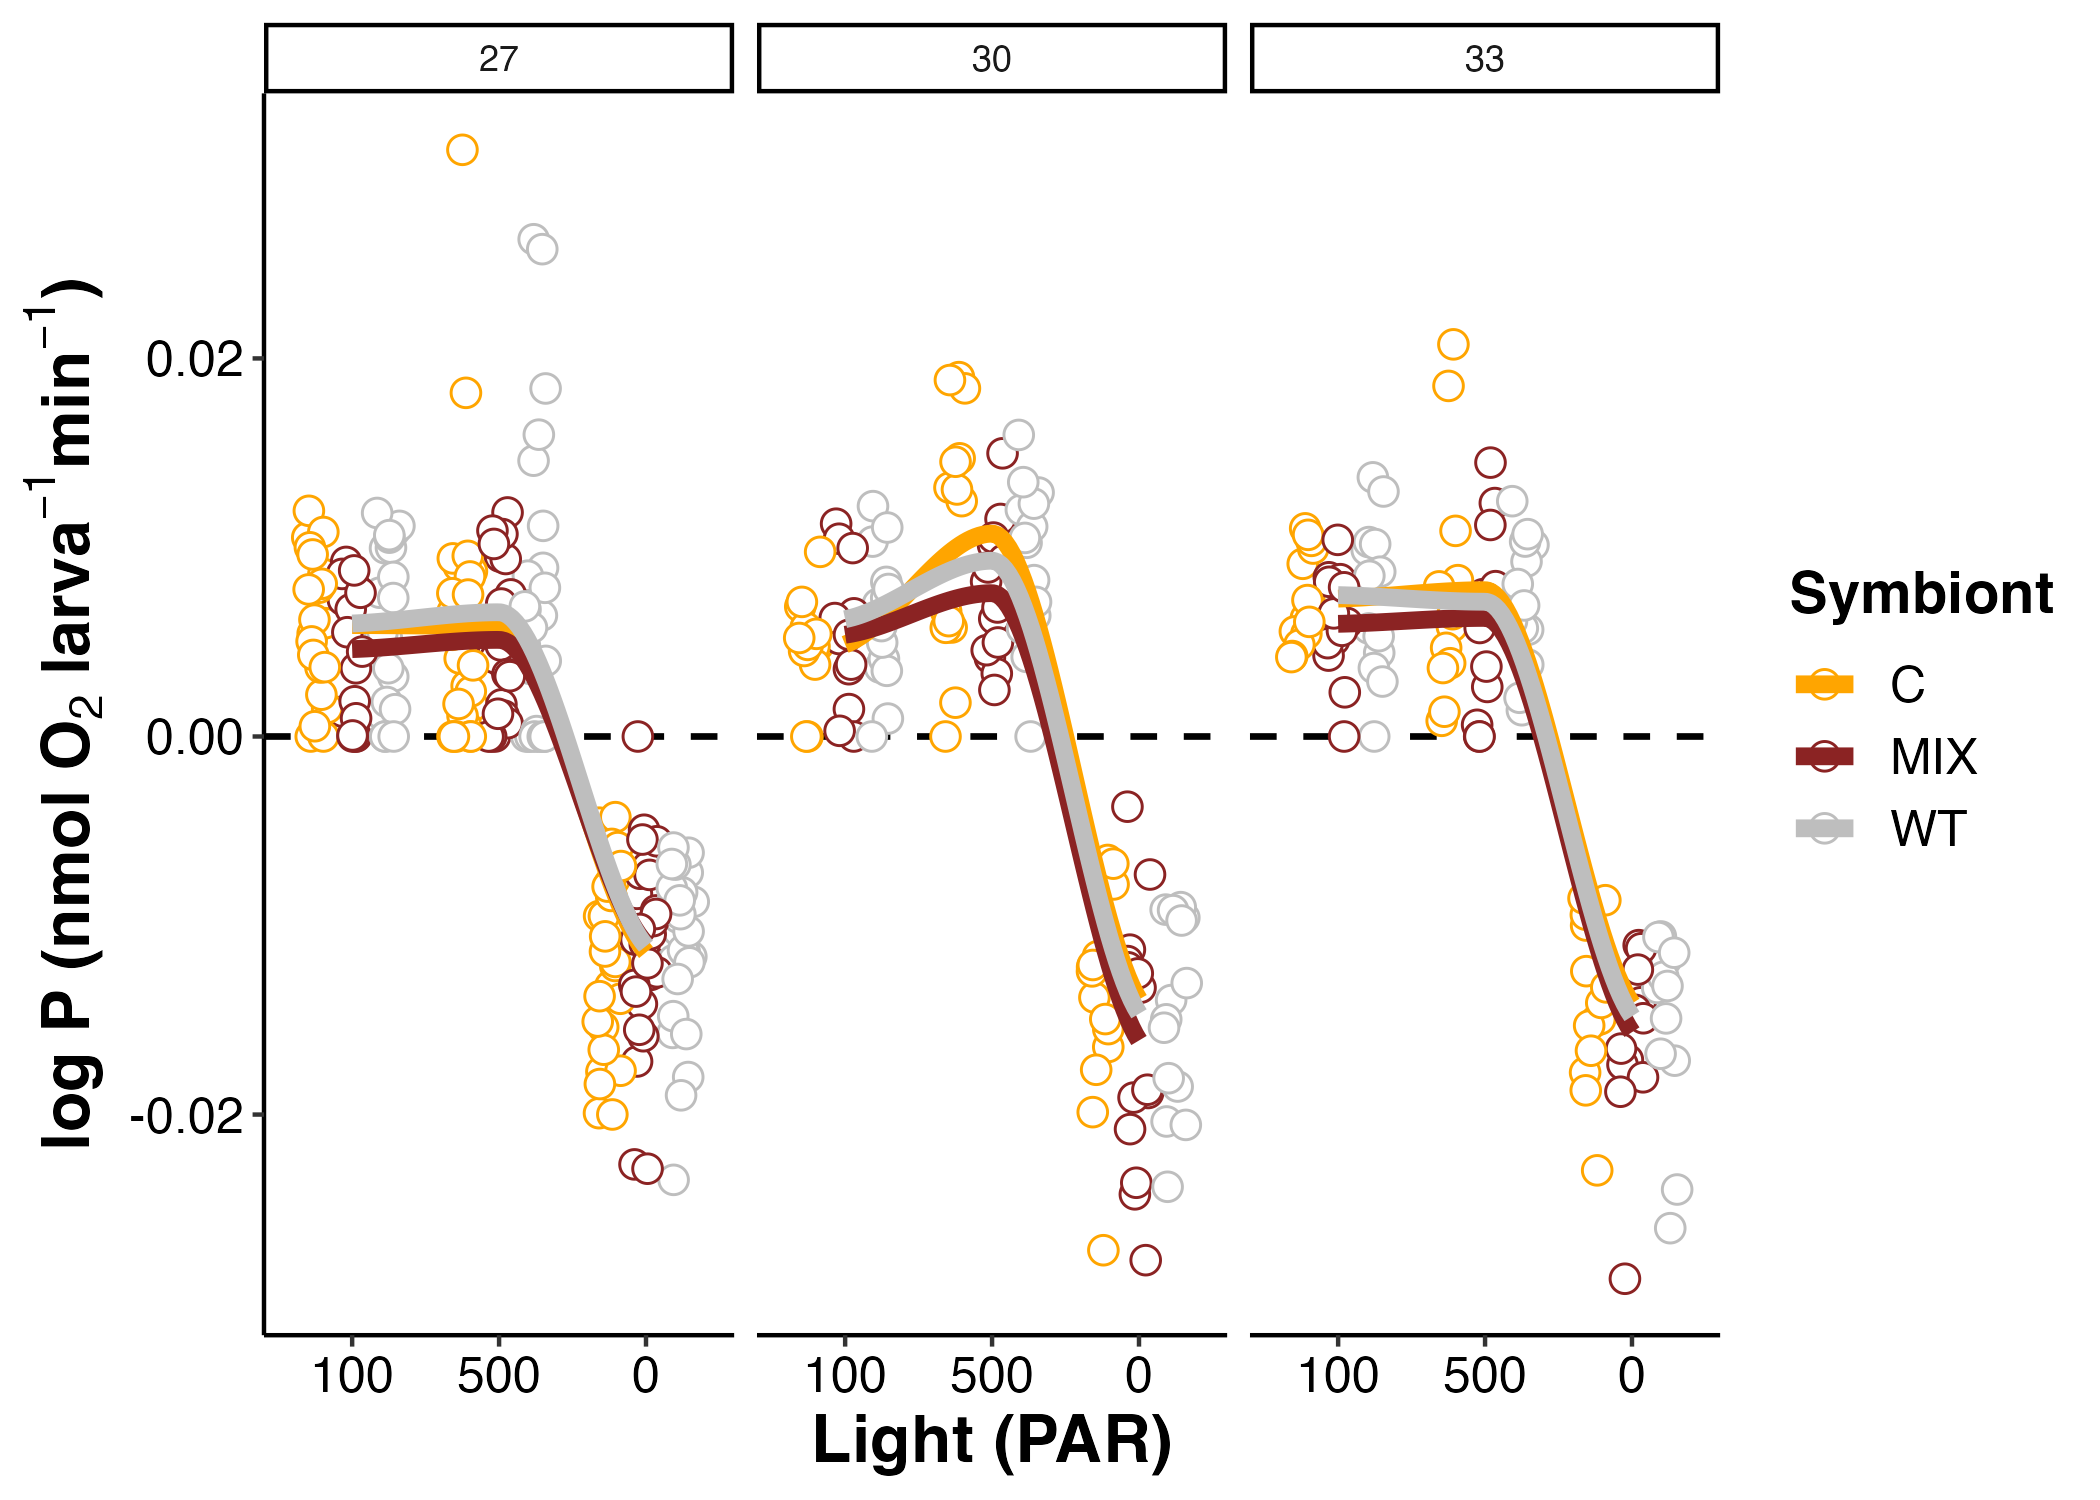 27 30 33
log P (nmol O₂ larva⁻¹min⁻¹)
0.02
0.00
-0.02
100 500 0 100 500 0 100 500 0
Light (PAR)
Symbiont
C
MIX
WT